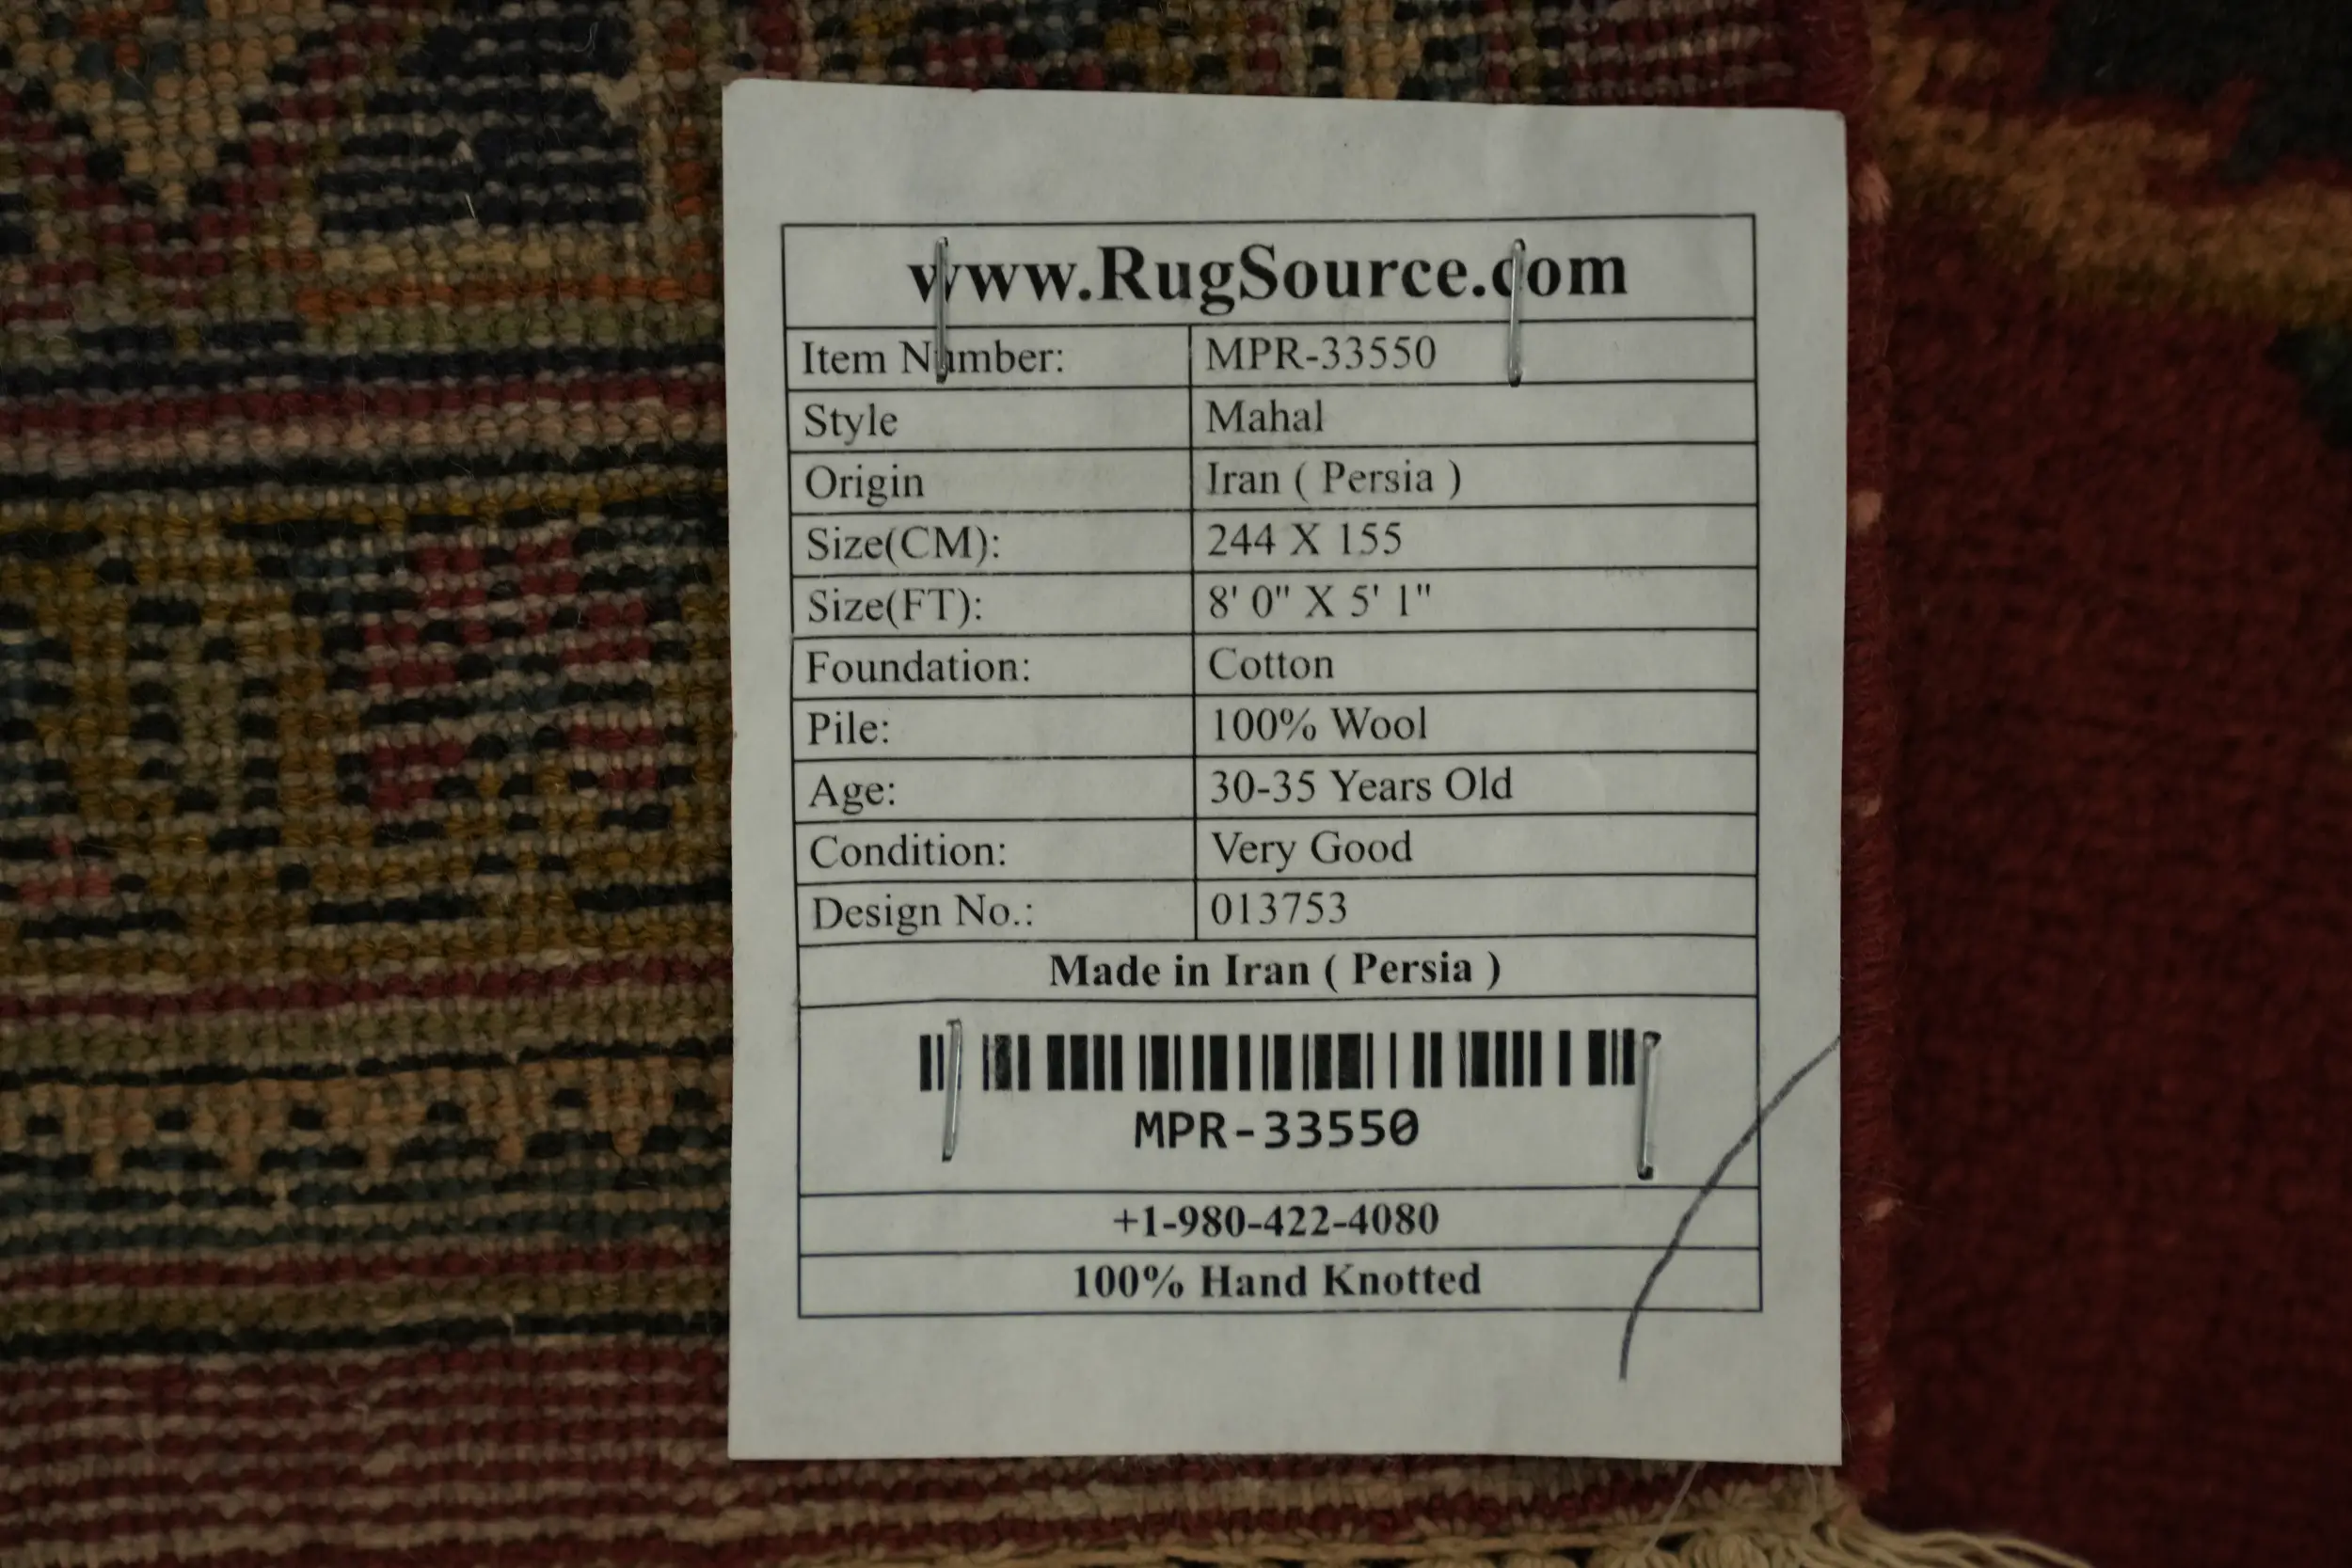 www.RugSource.com
Item Number: MPR-33550
Style Mahal
Origin Iran ( Persia )
Size(CM): 244 X 155
Size(FT): 8' 0" X 5' 1"
Foundation: Cotton
Pile: 100% Wool
Age: 30-35 Years Old
Condition: Very Good
Design No.: 013753
Made in Iran ( Persia )
MPR-33550
+1-980-422-4080
100% Hand Knotted